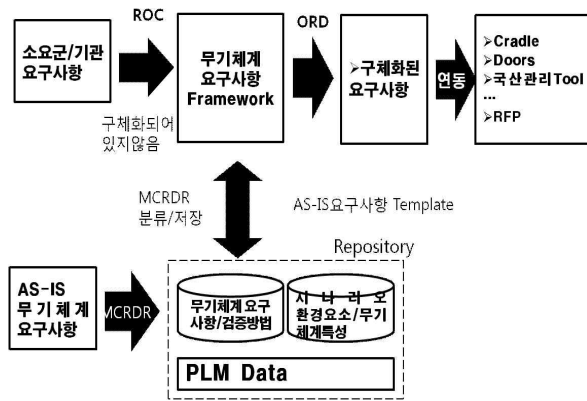 ROC
ORD
소요군/기관
요구사항
무기체계
요구사항
Framework
➢구체화된
요구사항
연동
➢Cradle
➢Doors
➢국산관리Tool
...
➢RFP
구체화되어
있지않음
MCRDR
분류/저장
AS-IS요구사항 Template
Repository
AS-IS
무기체계
요구사항
MCRDR
무기체계 요구
사항/검증방법
시나리오
환경요소/무기
체계특성
PLM Data